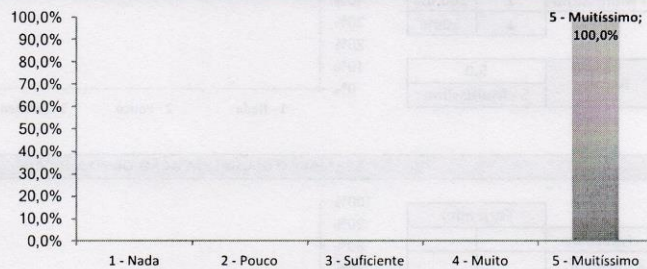 5 - Muitíssimo;
100,0%
100,0%
90,0%
80,0%
70,0%
60,0%
50,0%
40,0%
30,0%
20,0%
10,0%
0,0%
1 - Nada
2 - Pouco
3 - Suficiente
4 - Muito
5 - Muitíssimo